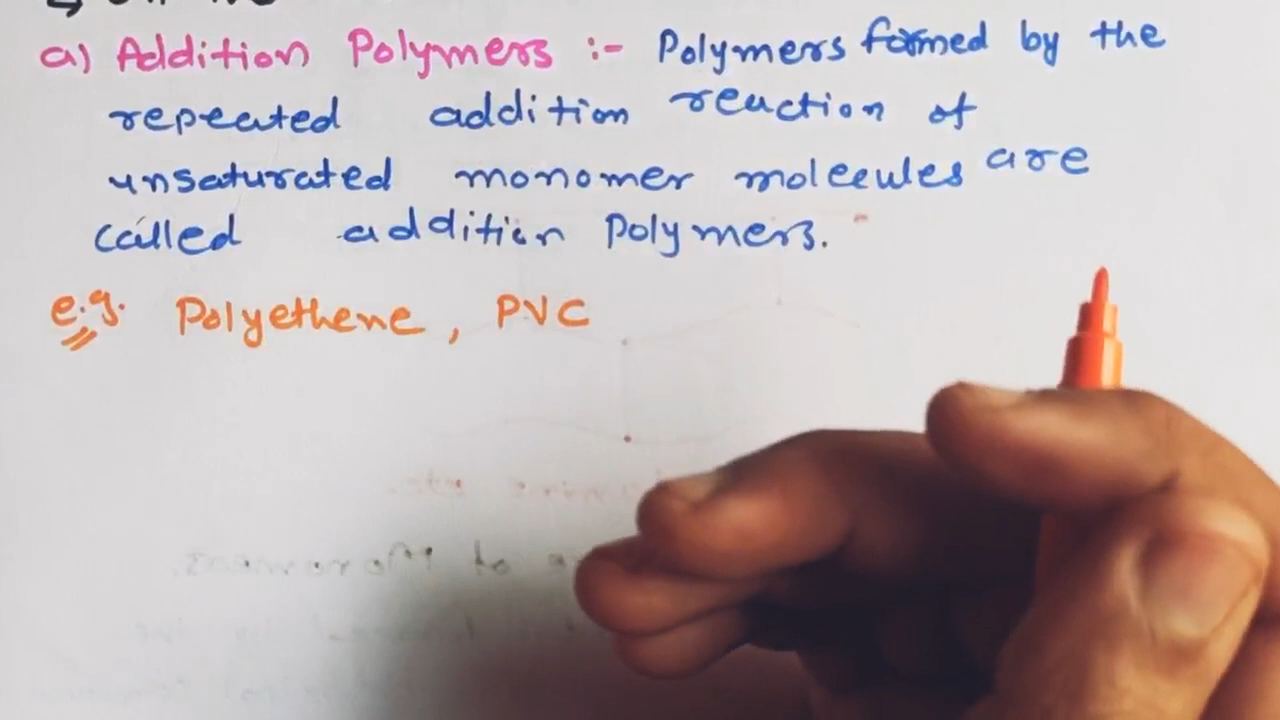 a) Addition Polymers :- Polymers formed by the
repeated addition reaction of
unsaturated monomer molecules are
called addition Polymers.
e.g. Polyethene, PVC